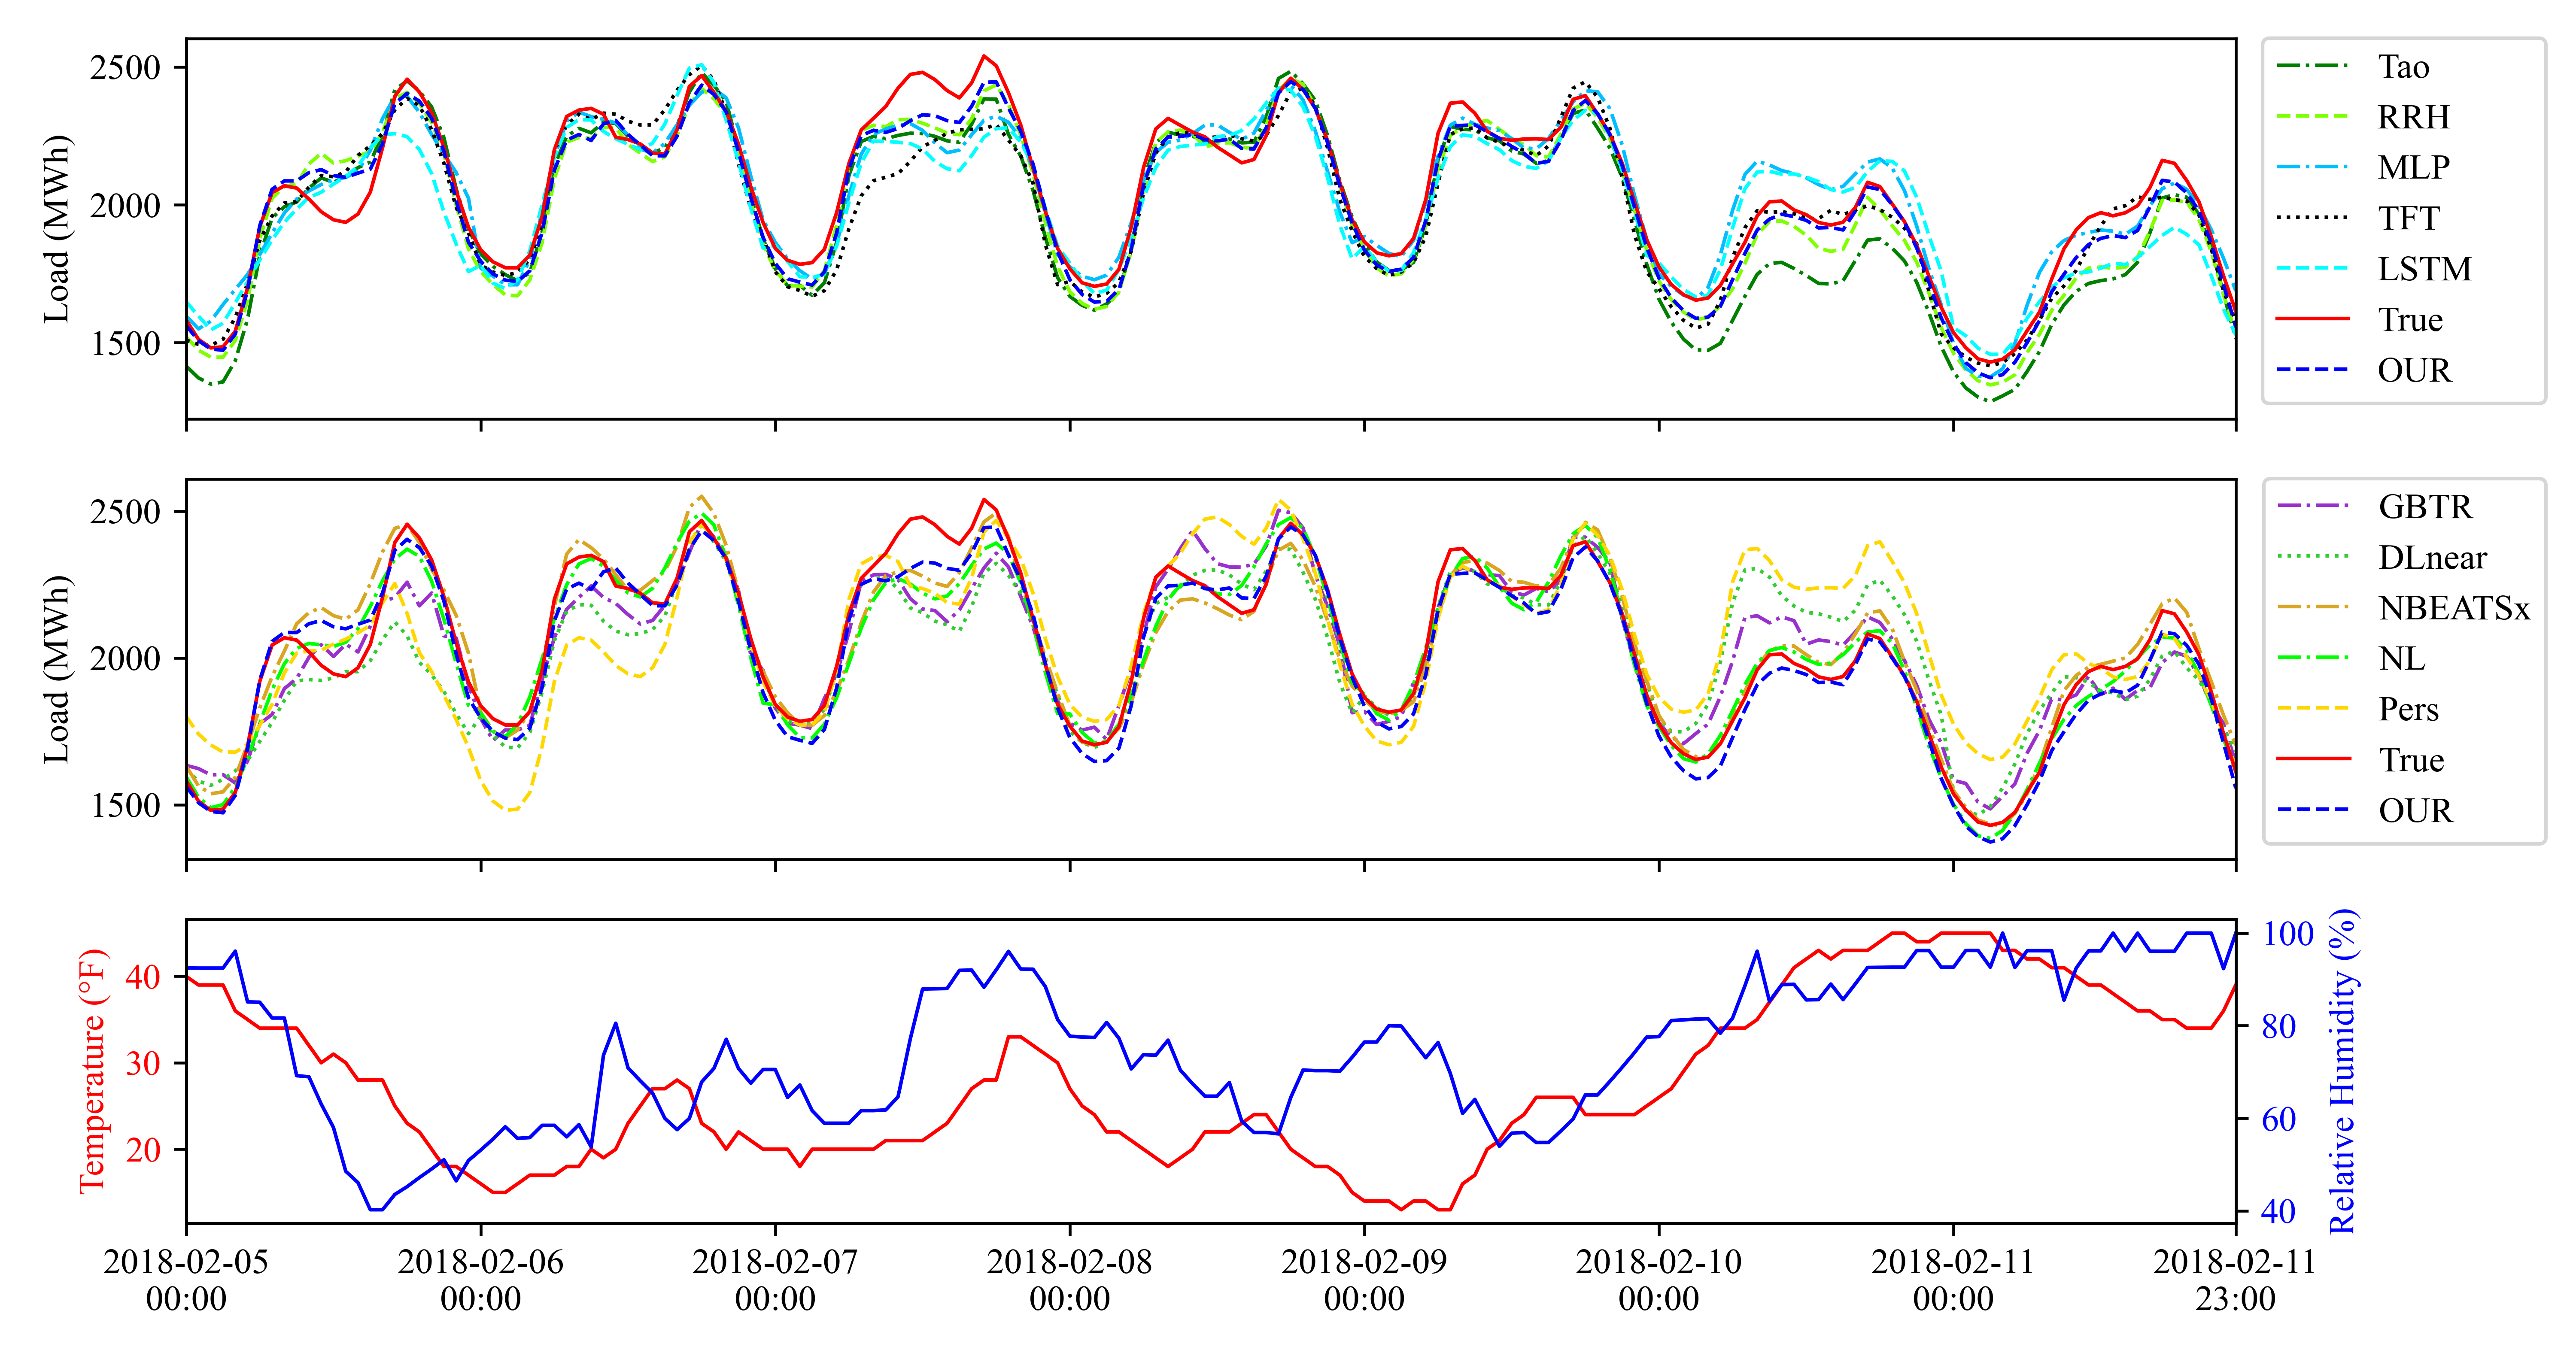 Load (MWh)
2500
2000
1500
Tao
RRH
MLP
TFT
LSTM
True
OUR
Load (MWh)
2500
2000
1500
GBTR
DLnear
NBEATSx
NL
Pers
True
OUR
Temperature (°F)
40
30
20
100
80
60
40
Relative Humidity (%)
2018-02-05
00:00
2018-02-06
00:00
2018-02-07
00:00
2018-02-08
00:00
2018-02-09
00:00
2018-02-10
00:00
2018-02-11
00:00
2018-02-11
23:00